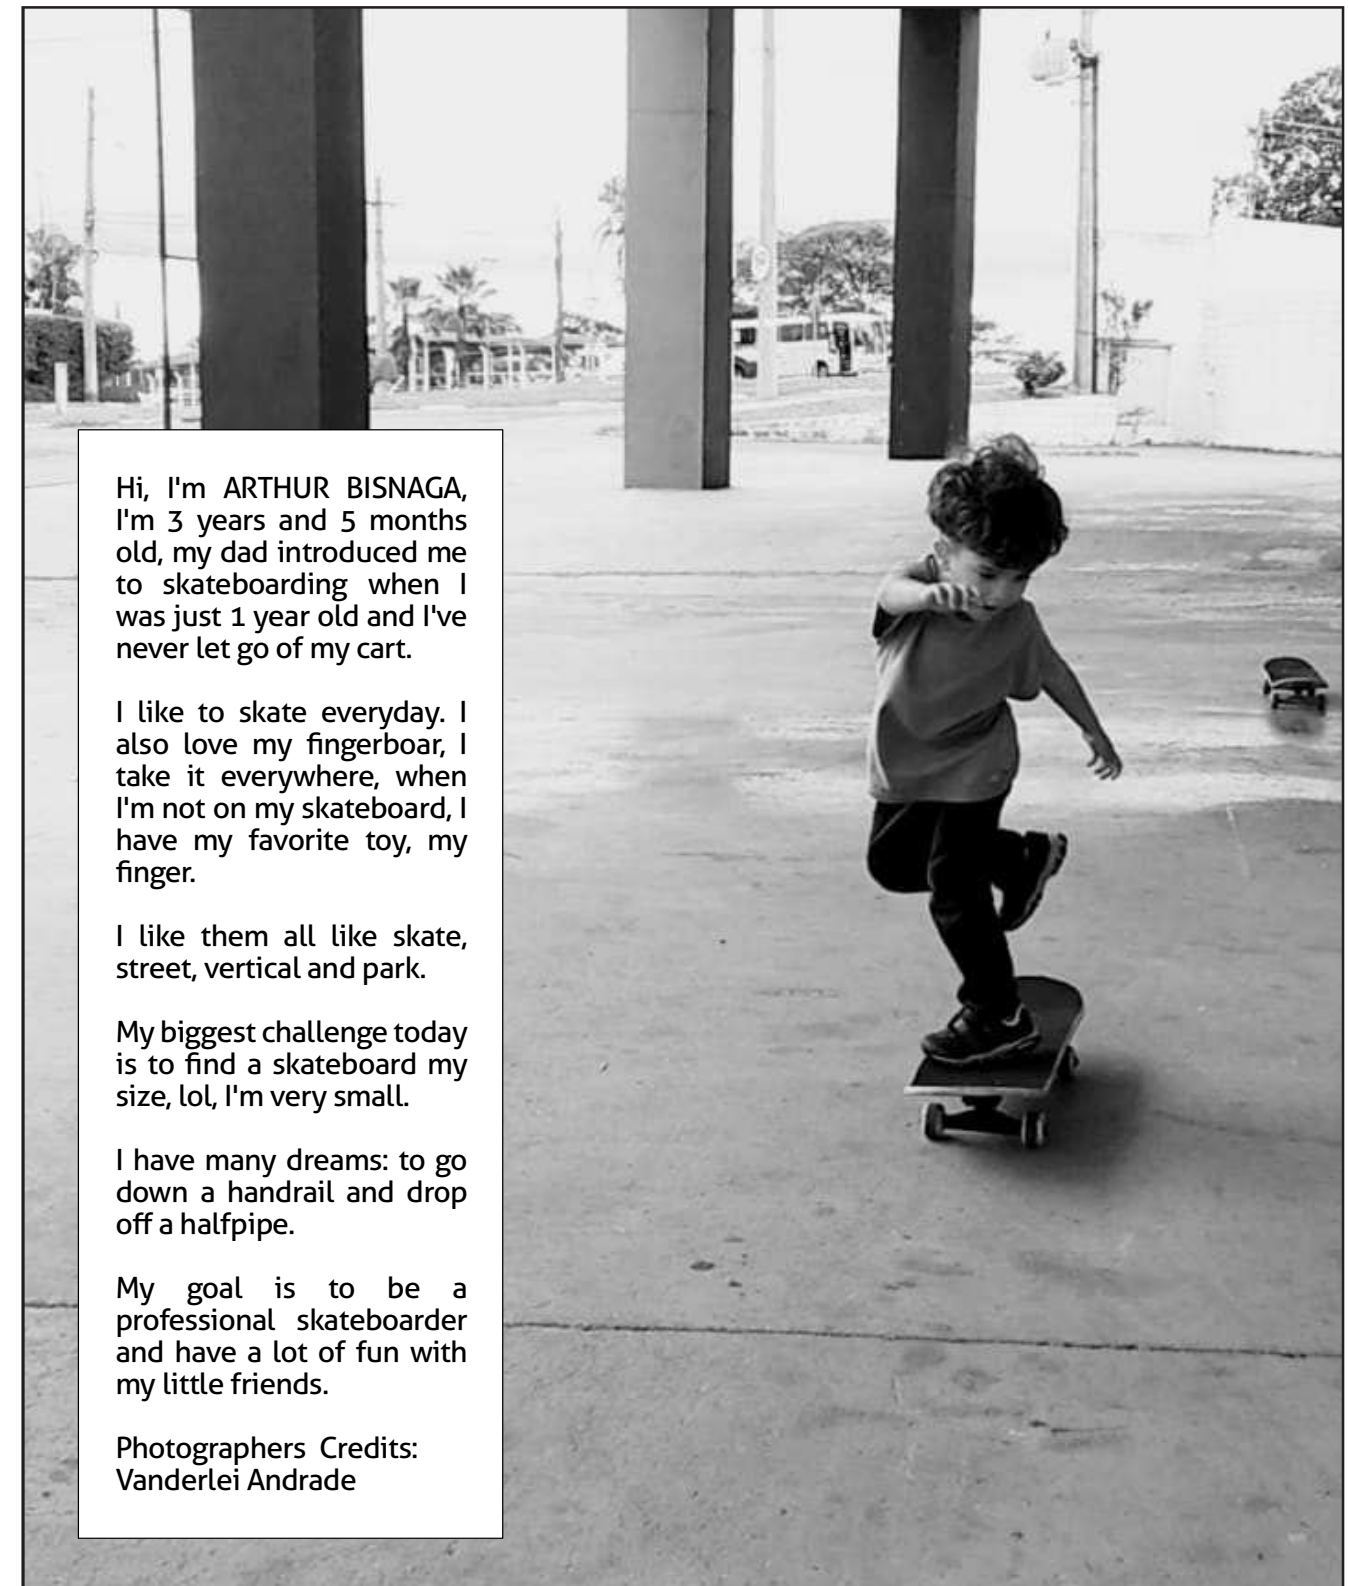 Hi, I'm ARTHUR BISNAGA,
I'm 3 years and 5 months
old, my dad introduced me
to skateboarding when I
was just 1 year old and I've
never let go of my cart.
I like to skate everyday. I
also love my fingerboar, I
take it everywhere, when
I'm not on my skateboard, I
have my favorite toy, my
finger.
I like them all like skate,
street, vertical and park.
My biggest challenge today
is to find a skateboard my
size, lol, I'm very small.
I have many dreams: to go
down a handrail and drop
off a halfpipe.
My goal is to be a
professional skateboarder
and have a lot of fun with
my little friends.
Photographers Credits:
Vanderlei Andrade